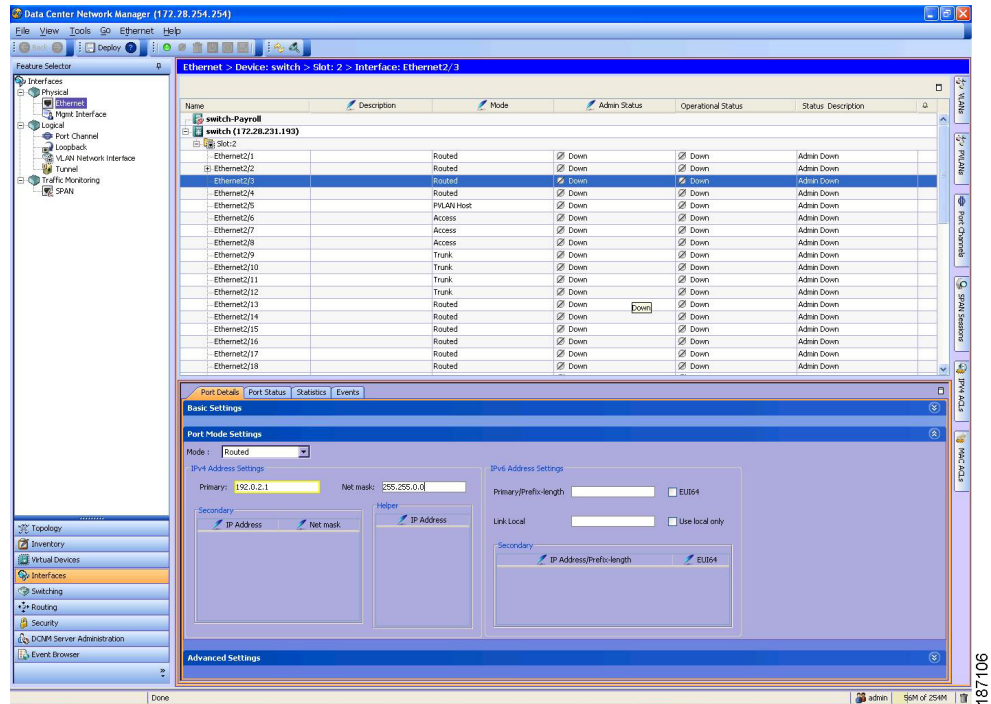 Data Center Network Manager (172.28.254.254)
File View Tools Go Ethernet Help
Back Deploy
Feature Selector
Interfaces
Physical
Ethernet
Mgmt Interface
Logical
Port Channel
Loopback
VLAN Network Interface
Tunnel
Traffic Monitoring
SPAN
Topology
Inventory
Virtual Devices
Interfaces
Switching
Routing
Security
DCNM Server Administration
Event Browser
Ethernet > Device: switch > Slot: 2 > Interface: Ethernet2/3
Name Description Mode Admin Status Operational Status Status Description
switch-Payroll
switch (172.28.231.193)
Slot:2
Ethernet2/1 Routed Down Down Admin Down
Ethernet2/2 Routed Down Down Admin Down
Ethernet2/3 Routed Down Down Admin Down
Ethernet2/4 Routed Down Down Admin Down
Ethernet2/5 PVLAN Host Down Down Admin Down
Ethernet2/6 Access Down Down Admin Down
Ethernet2/7 Access Down Down Admin Down
Ethernet2/8 Access Down Down Admin Down
Ethernet2/9 Trunk Down Down Admin Down
Ethernet2/10 Trunk Down Down Admin Down
Ethernet2/11 Trunk Down Down Admin Down
Ethernet2/12 Trunk Down Down Admin Down
Ethernet2/13 Routed Down Down Admin Down
Down
Ethernet2/14 Routed Down Down Admin Down
Ethernet2/15 Routed Down Down Admin Down
Ethernet2/16 Routed Down Down Admin Down
Ethernet2/17 Routed Down Down Admin Down
Ethernet2/18 Routed Down Down Admin Down
Port Details Port Status Statistics Events
Basic Settings
Port Mode Settings
Mode : Routed
IPv4 Address Settings
Primary: 192.0.2.1 Net mask: 255.255.0.0
Secondary
IP Address Net mask
Helper
IP Address
IPv6 Address Settings
Primary/Prefix-length EUI64
Link Local Use local only
Secondary
IP Address/Prefix-length EUI64
Advanced Settings
VLANs
PVLANs
Port Channels
SPAN Sessions
IPV4 ACLs
MAC ACLs
Done admin 56M of 254M
187106